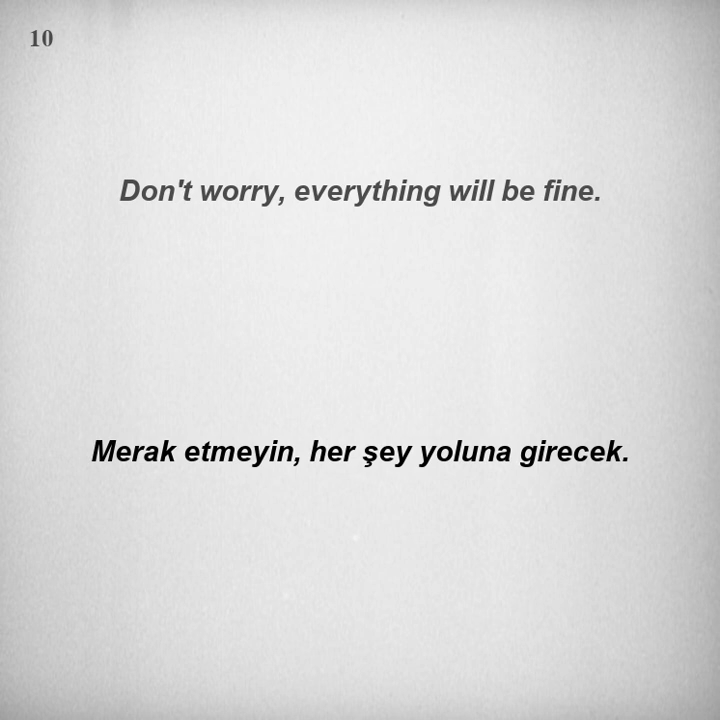 10
Don't worry, everything will be fine.
Merak etmeyin, her şey yoluna girecek.